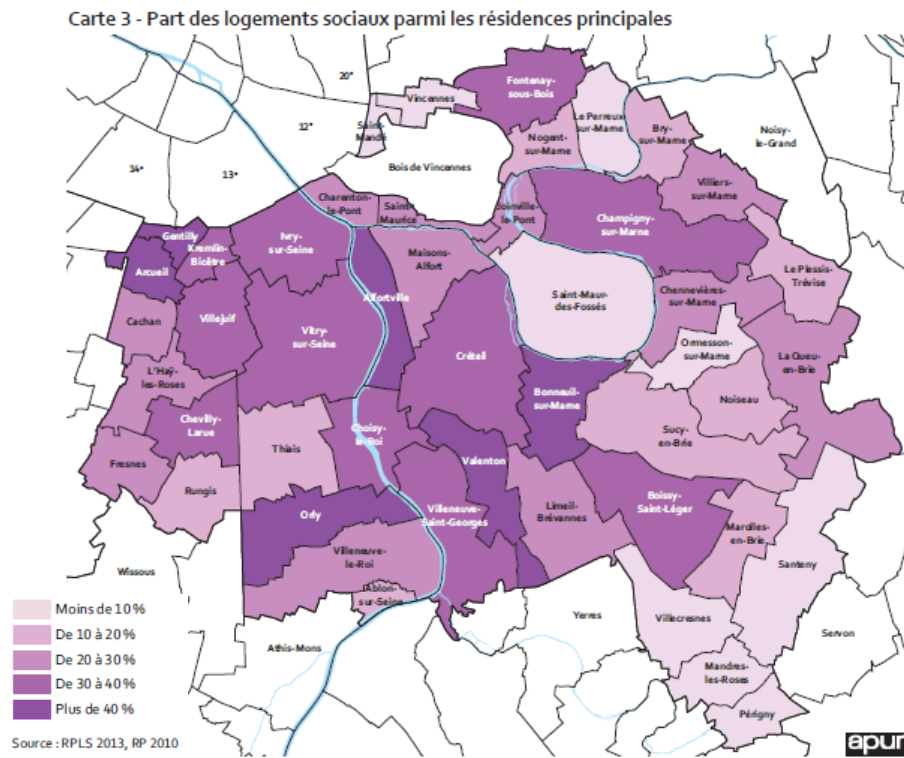 Carte 3 - Part des logements sociaux parmi les résidences principales
20e
Fontenay-
sous-Bois
Vincennes
12e
Saint-
Mandé
Le Perreux
sur-Marne
Nogent-
sur-Marne
Bry-
sur-Marne
Noisy-
le-Grand
14e
13e
Bois de Vincennes
Villiers-
sur-Marne
Charenton-
le-Pont
Saint-
Maurice
Joinville-
le-Pont
Champigny-
sur-Marne
Gentilly
Kremlin-
Bicêtre
Ivry-
sur-Seine
Maisons-
Alfort
Arcueil
Le Plessis-
Trévise
Alfortville
Saint-Maur
des-Fossés
Chennevières-
sur-Marne
Cachan
Villejuif
Vitry-
sur-Seine
Ormesson-
sur-Marne
L'Haÿ-
les-Roses
Créteil
La Queu-
en-Brie
Bonneuil-
sur-Marne
Noiseau
Chevilly-
Larue
Choisy-
le-Roi
Sucy-
en-Brie
Thiais
Fresnes
Valenton
Rungis
Orly
Villeneuve-
Saint-Georges
Limeil-
Brévannes
Boissy-
Saint-Léger
Marolles-
en-Brie
Villeneuve-
le-Roi
Santeny
Wissous
Ablon-
sur-Seine
Yerres
Villecresnes
Servon
Athis-Mons
Mandres-
les-Roses
Périgny
Moins de 10 %
De 10 à 20 %
De 20 à 30 %
De 30 à 40 %
Plus de 40 %
Source : RPLS 2013, RP 2010
apur